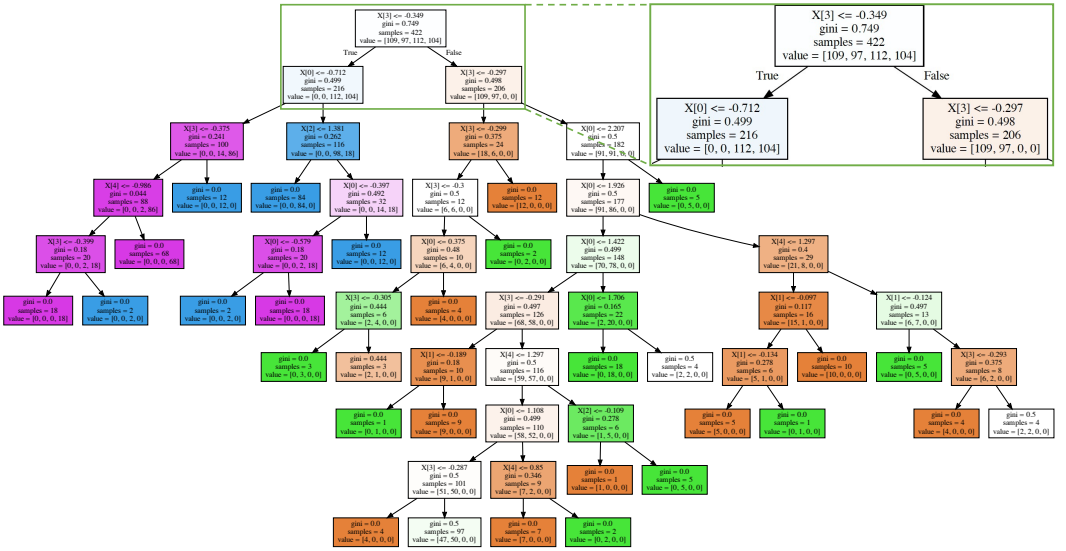 X[3] <= -0.349
gini = 0.749
samples = 422
value = [109, 97, 112, 104]
True
False
X[0] <= -0.712
gini = 0.499
samples = 216
value = [0, 0, 112, 104]
X[3] <= -0.297
gini = 0.498
samples = 206
value = [109, 97, 0, 0]
X[3] <= -0.349
gini = 0.749
samples = 422
value = [109, 97, 112, 104]
True
False
X[0] <= -0.712
gini = 0.499
samples = 216
value = [0, 0, 112, 104]
X[3] <= -0.297
gini = 0.498
samples = 206
value = [109, 97, 0, 0]
X[3] <= -0.375
gini = 0.241
samples = 100
value = [0, 0, 14, 86]
X[2] <= 1.381
gini = 0.262
samples = 116
value = [0, 0, 98, 18]
X[3] <= -0.299
gini = 0.375
samples = 24
value = [18, 6, 0, 0]
X[0] <= 2.207
gini = 0.5
samples = 182
value = [91, 91, 0, 0]
X[4] <= -0.986
gini = 0.044
samples = 88
value = [0, 0, 2, 86]
gini = 0.0
samples = 12
value = [0, 0, 12, 0]
gini = 0.0
samples = 84
value = [0, 0, 84, 0]
X[0] <= -0.397
gini = 0.492
samples = 32
value = [0, 0, 14, 18]
X[3] <= -0.3
gini = 0.5
samples = 12
value = [6, 6, 0, 0]
gini = 0.0
samples = 12
value = [12, 0, 0, 0]
X[0] <= 1.926
gini = 0.5
samples = 177
value = [91, 86, 0, 0]
gini = 0.0
samples = 5
value = [0, 5, 0, 0]
X[3] <= -0.399
gini = 0.18
samples = 20
value = [0, 0, 2, 18]
gini = 0.0
samples = 68
value = [0, 0, 0, 68]
X[0] <= -0.579
gini = 0.18
samples = 20
value = [0, 0, 2, 18]
gini = 0.0
samples = 12
value = [0, 0, 12, 0]
X[0] <= 0.375
gini = 0.48
samples = 10
value = [6, 4, 0, 0]
gini = 0.0
samples = 2
value = [0, 2, 0, 0]
X[0] <= 1.422
gini = 0.499
samples = 148
value = [70, 78, 0, 0]
X[4] <= 1.297
gini = 0.4
samples = 29
value = [21, 8, 0, 0]
gini = 0.0
samples = 18
value = [0, 0, 0, 18]
gini = 0.0
samples = 2
value = [0, 0, 2, 0]
gini = 0.0
samples = 2
value = [0, 0, 2, 0]
gini = 0.0
samples = 18
value = [0, 0, 0, 18]
X[3] <= -0.305
gini = 0.444
samples = 6
value = [2, 4, 0, 0]
gini = 0.0
samples = 4
value = [4, 0, 0, 0]
X[3] <= -0.291
gini = 0.497
samples = 126
value = [68, 58, 0, 0]
X[0] <= 1.706
gini = 0.165
samples = 22
value = [2, 20, 0, 0]
X[1] <= -0.097
gini = 0.117
samples = 16
value = [15, 1, 0, 0]
X[1] <= -0.124
gini = 0.497
samples = 13
value = [6, 7, 0, 0]
gini = 0.0
samples = 3
value = [0, 3, 0, 0]
gini = 0.444
samples = 3
value = [2, 1, 0, 0]
X[1] <= -0.189
gini = 0.18
samples = 10
value = [9, 1, 0, 0]
X[4] <= 1.297
gini = 0.5
samples = 116
value = [59, 57, 0, 0]
gini = 0.0
samples = 18
value = [0, 18, 0, 0]
gini = 0.5
samples = 4
value = [2, 2, 0, 0]
X[1] <= -0.134
gini = 0.278
samples = 6
value = [5, 1, 0, 0]
gini = 0.0
samples = 10
value = [10, 0, 0, 0]
gini = 0.0
samples = 5
value = [0, 5, 0, 0]
X[3] <= -0.293
gini = 0.375
samples = 8
value = [6, 2, 0, 0]
gini = 0.0
samples = 1
value = [0, 1, 0, 0]
gini = 0.0
samples = 9
value = [9, 0, 0, 0]
X[0] <= 1.108
gini = 0.499
samples = 110
value = [58, 52, 0, 0]
X[2] <= -0.109
gini = 0.278
samples = 6
value = [1, 5, 0, 0]
gini = 0.0
samples = 5
value = [5, 0, 0, 0]
gini = 0.0
samples = 1
value = [0, 1, 0, 0]
gini = 0.0
samples = 4
value = [4, 0, 0, 0]
gini = 0.5
samples = 4
value = [2, 2, 0, 0]
X[3] <= -0.287
gini = 0.5
samples = 101
value = [51, 50, 0, 0]
X[4] <= 0.85
gini = 0.346
samples = 9
value = [7, 2, 0, 0]
gini = 0.0
samples = 1
value = [1, 0, 0, 0]
gini = 0.0
samples = 5
value = [0, 5, 0, 0]
gini = 0.0
samples = 4
value = [4, 0, 0, 0]
gini = 0.5
samples = 97
value = [47, 50, 0, 0]
gini = 0.0
samples = 7
value = [7, 0, 0, 0]
gini = 0.0
samples = 2
value = [0, 2, 0, 0]